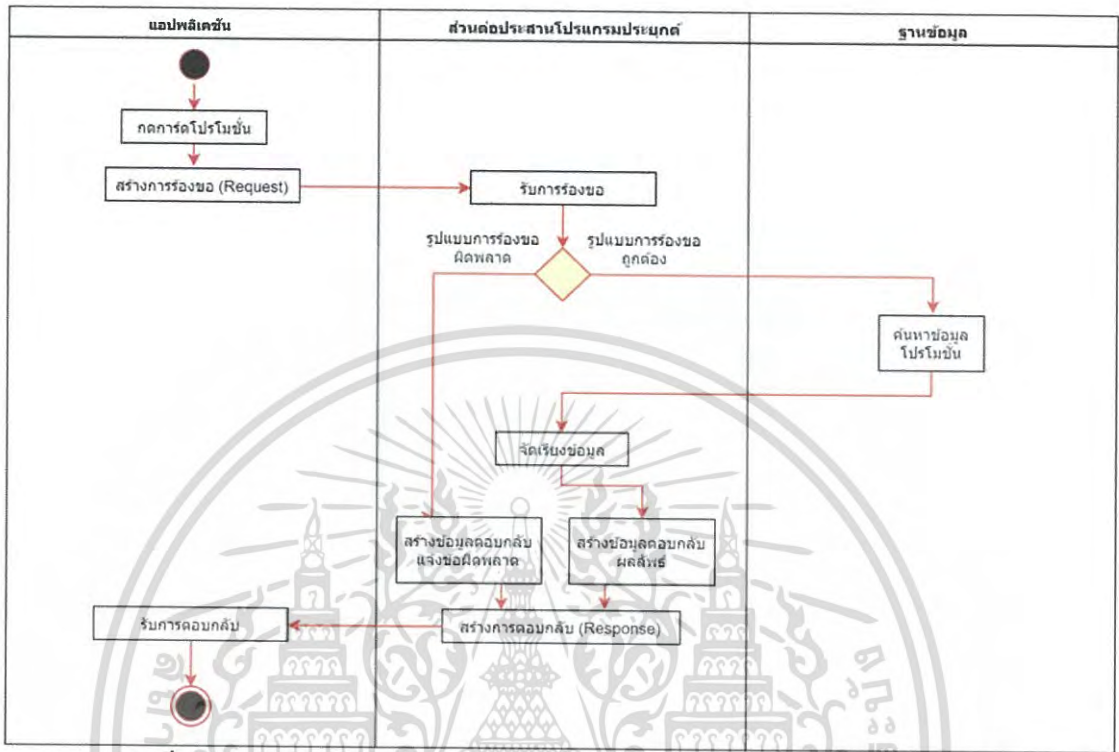 แอปพลิเคชัน
ส่วนต่อประสานโปรแกรมประยุกต์
ฐานข้อมูล
กดการ์ดโปรโมชั่น
สร้างการร้องขอ (Request)
รับการร้องขอ
รูปแบบการร้องขอ
ผิดพลาด
รูปแบบการร้องขอ
ถูกต้อง
ค้นหาข้อมูล
โปรโมชั่น
จัดเรียงข้อมูล
สร้างข้อมูลตอบกลับ
แจ้งข้อผิดพลาด
สร้างข้อมูลตอบกลับ
ผลลัพธ์
สร้างการตอบกลับ (Response)
รับการตอบกลับ